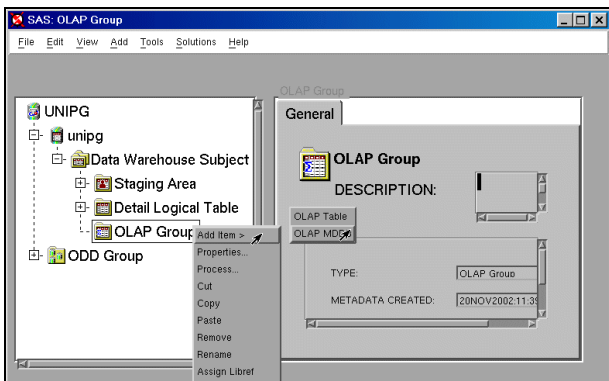 SAS: OLAP Group
File Edit View Add Tools Solutions Help
UNIPG
unipg
Data Warehouse Subject
Staging Area
Detail Logical Table
OLAP Group
ODD Group
Add Item >
Properties...
Process...
Cut
Copy
Paste
Remove
Rename
Assign Libref
OLAP Table
OLAP MDDB
OLAP Group
General
OLAP Group
DESCRIPTION:
TYPE: OLAP Group
METADATA CREATED: 20NOV2002:11:39